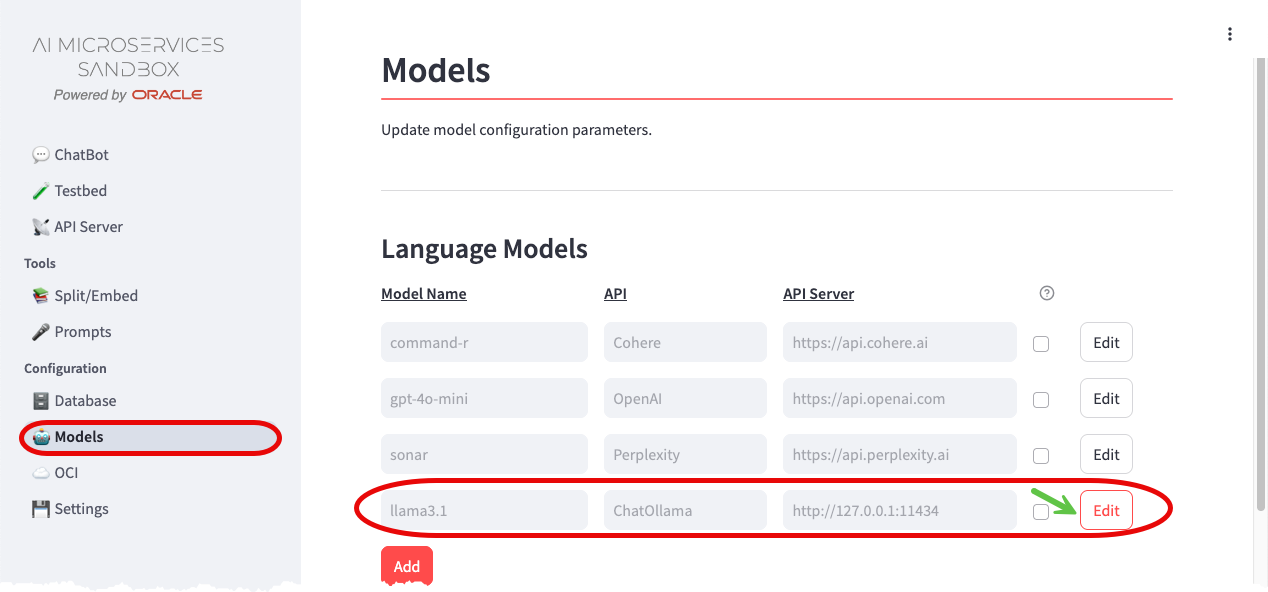 AI MICROSERVICES
SANDBOX
Powered by ORACLE
ChatBot
Testbed
API Server
Tools
Split/Embed
Prompts
Configuration
Database
Models
OCI
Settings
Models
Update model configuration parameters.
Language Models
Model Name API API Server
command-r Cohere https://api.cohere.ai Edit
gpt-4o-mini OpenAI https://api.openai.com Edit
sonar Perplexity https://api.perplexity.ai Edit
llama3.1 ChatOllama http://127.0.0.1:11434 Edit
Add